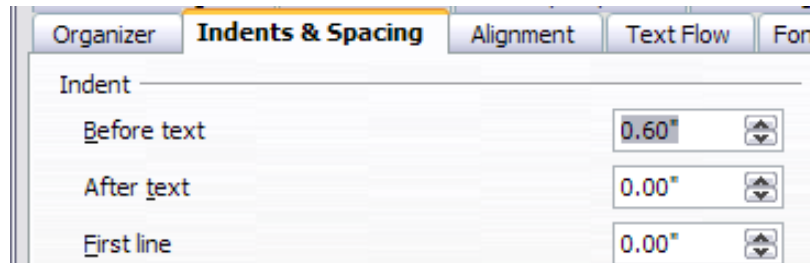 Organizer Indents & Spacing Alignment Text Flow
Indent
Before text 0.60"
After text 0.00"
First line 0.00"